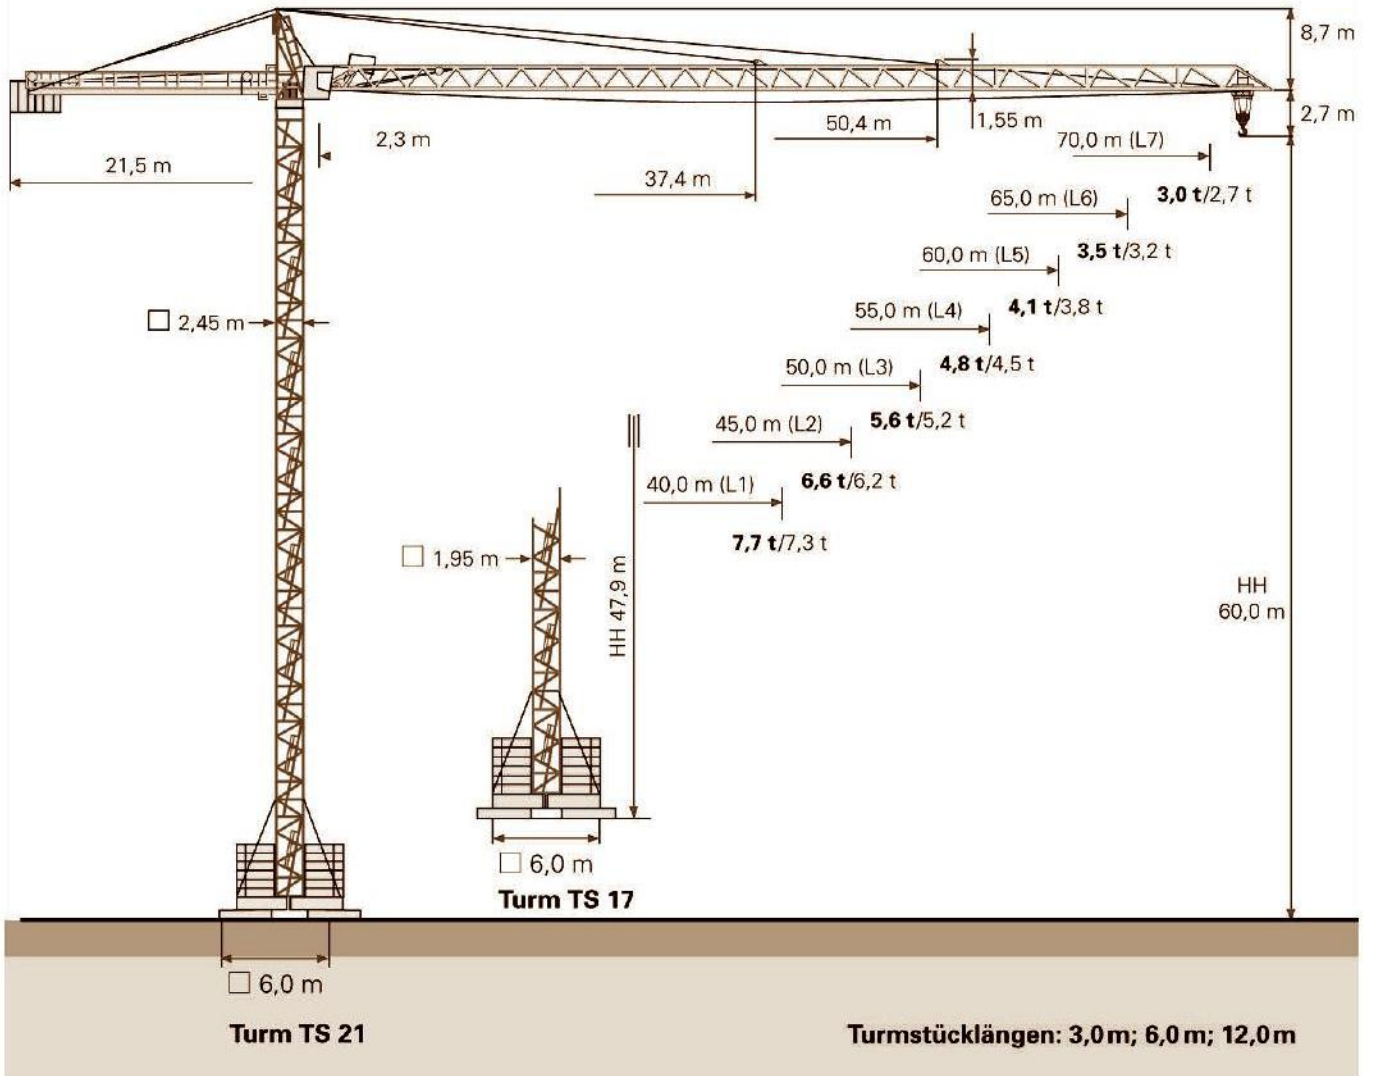 8,7 m
2,7 m
1,55 m
50,4 m
2,3 m
70,0 m (L7)
21,5 m
37,4 m
3,0 t/2,7 t
65,0 m (L6)
3,5 t/3,2 t
60,0 m (L5)
4,1 t/3,8 t
55,0 m (L4)
2,45 m
4,8 t/4,5 t
50,0 m (L3)
5,6 t/5,2 t
45,0 m (L2)
6,6 t/6,2 t
40,0 m (L1)
7,7 t/7,3 t
1,95 m
HH 47,9 m
HH
60,0 m
6,0 m
Turm TS 17
6,0 m
Turm TS 21
Turmstücklängen: 3,0 m; 6,0 m; 12,0 m